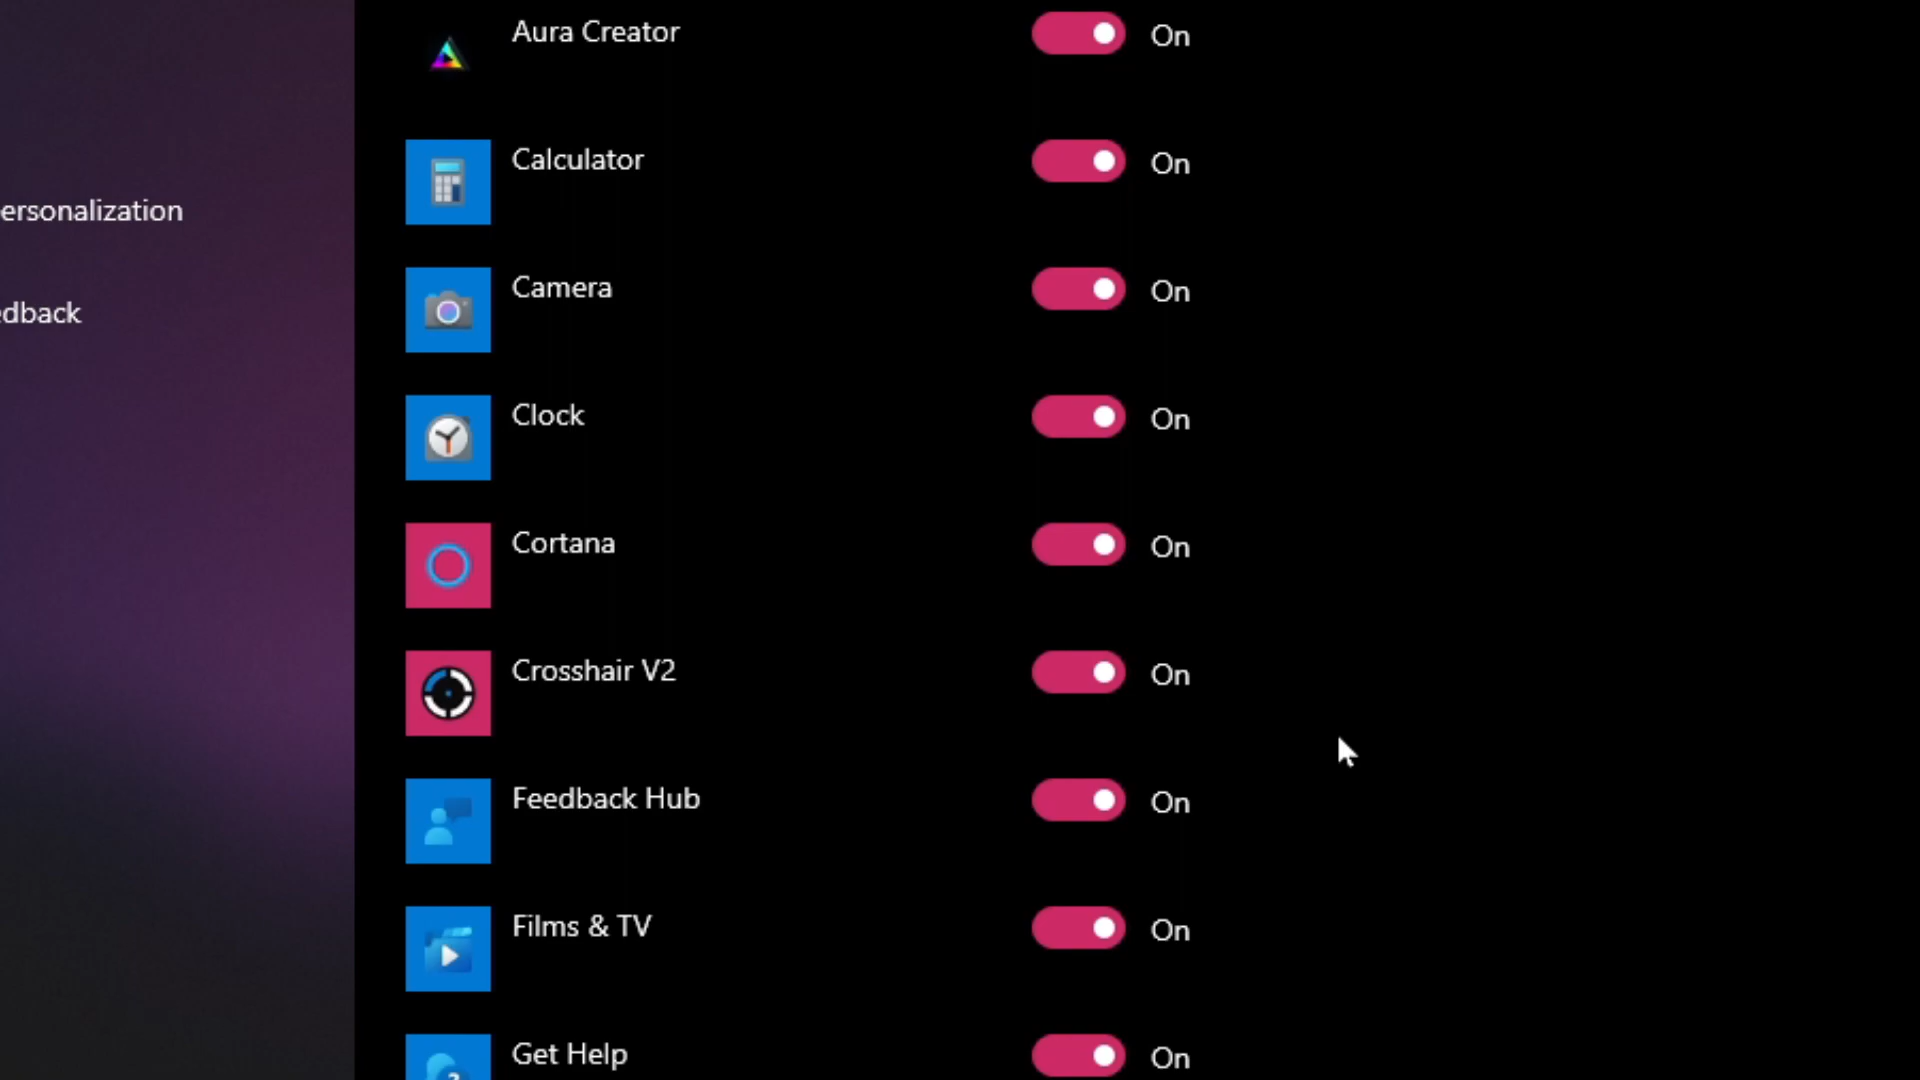 Aura Creator On
Calculator On
ersonalization
Camera On
edback
Clock On
Cortana On
Crosshair V2 On
Feedback Hub On
Films & TV On
Get Help On